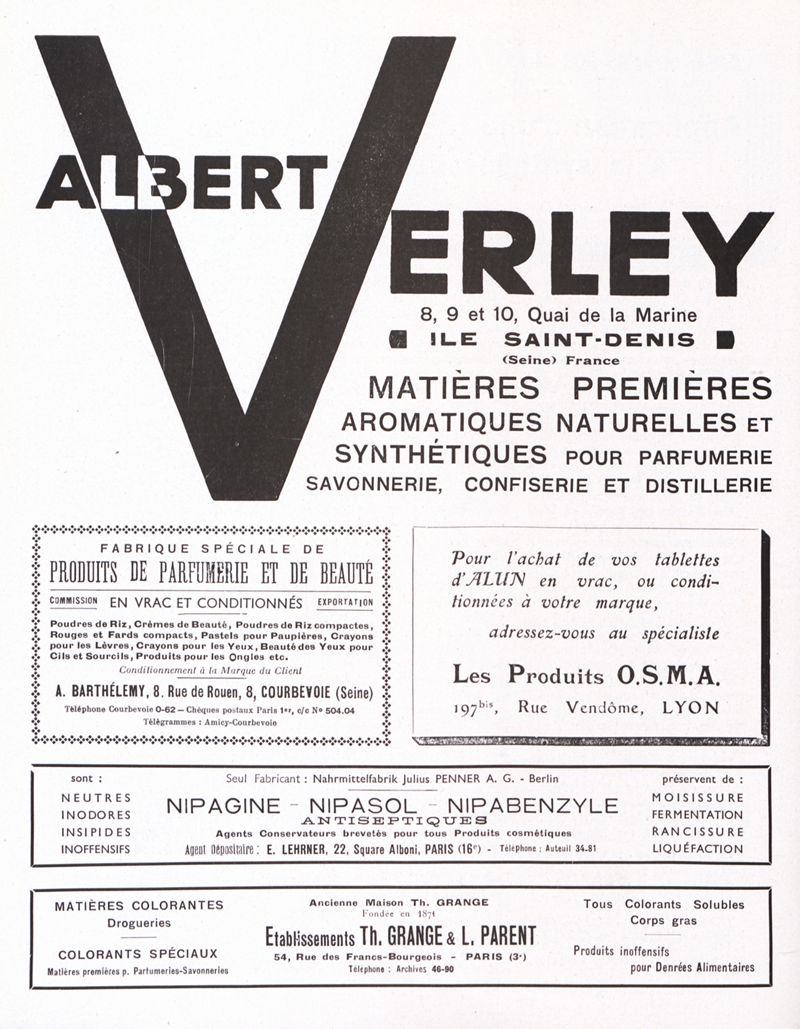 ALBERT
VERLEY
8, 9 et 10, Quai de la Marine
ILE SAINT-DENIS
(Seine) France
MATIÈRES PREMIÈRES
AROMATIQUES NATURELLES ET
SYNTHÉTIQUES POUR PARFUMERIE
SAVONNERIE, CONFISERIE ET DISTILLERIE
FABRIQUE SPÉCIALE DE
PRODUITS DE PARFUMERIE ET DE BEAUTÉ
COMMISSION EN VRAC ET CONDITIONNÉS EXPORTATION
Poudres de Riz, Crèmes de Beauté, Poudres de Riz compactes,
Rouges et Fards compacts, Pastels pour Paupières, Crayons
pour les Lèvres, Crayons pour les Yeux, Beauté des Yeux pour
Cils et Sourcils, Produits pour les Ongles etc.
Conditionnement à la Marque du Client
A. BARTHÉLEMY, 8, Rue de Rouen, 8, COURBEVOIE (Seine)
Téléphone Courbevoie 0-62 — Chèques postaux Paris 1er, c/c No 504.04
Télégrammes : Amicy-Courbevoie
Pour l'achat de vos tablettes
d'ALUN en vrac, ou condi-
tionnées à votre marque,
adressez-vous au spécialiste
Les Produits O.S.M.A.
197bis, Rue Vendôme, LYON
sont :
NEUTRES
INODORES
INSIPIDES
INOFFENSIFS
Seul Fabricant : Nahrmittelfabrik Julius PENNER A. G. - Berlin
NIPAGINE - NIPASOL - NIPABENZYLE
ANTISEPTIQUES
Agents Conservateurs brevetés pour tous Produits cosmétiques
Agent Dépositaire : E. LEHRNER, 22, Square Alboni, PARIS (16e) - Téléphone : Auteuil 34-81
préservent de :
MOISISSURE
FERMENTATION
RANCISSURE
LIQUÉFACTION
MATIÈRES COLORANTES
Drogueries
COLORANTS SPÉCIAUX
Matières premières p. Parfumeries-Savonneries
Ancienne Maison Th. GRANGE
Fondée en 1871
Etablissements Th. GRANGE & L. PARENT
54, Rue des Francs-Bourgeois - PARIS (3e)
Téléphone : Archives 46-90
Tous Colorants Solubles
Corps gras
Produits inoffensifs
pour Denrées Alimentaires